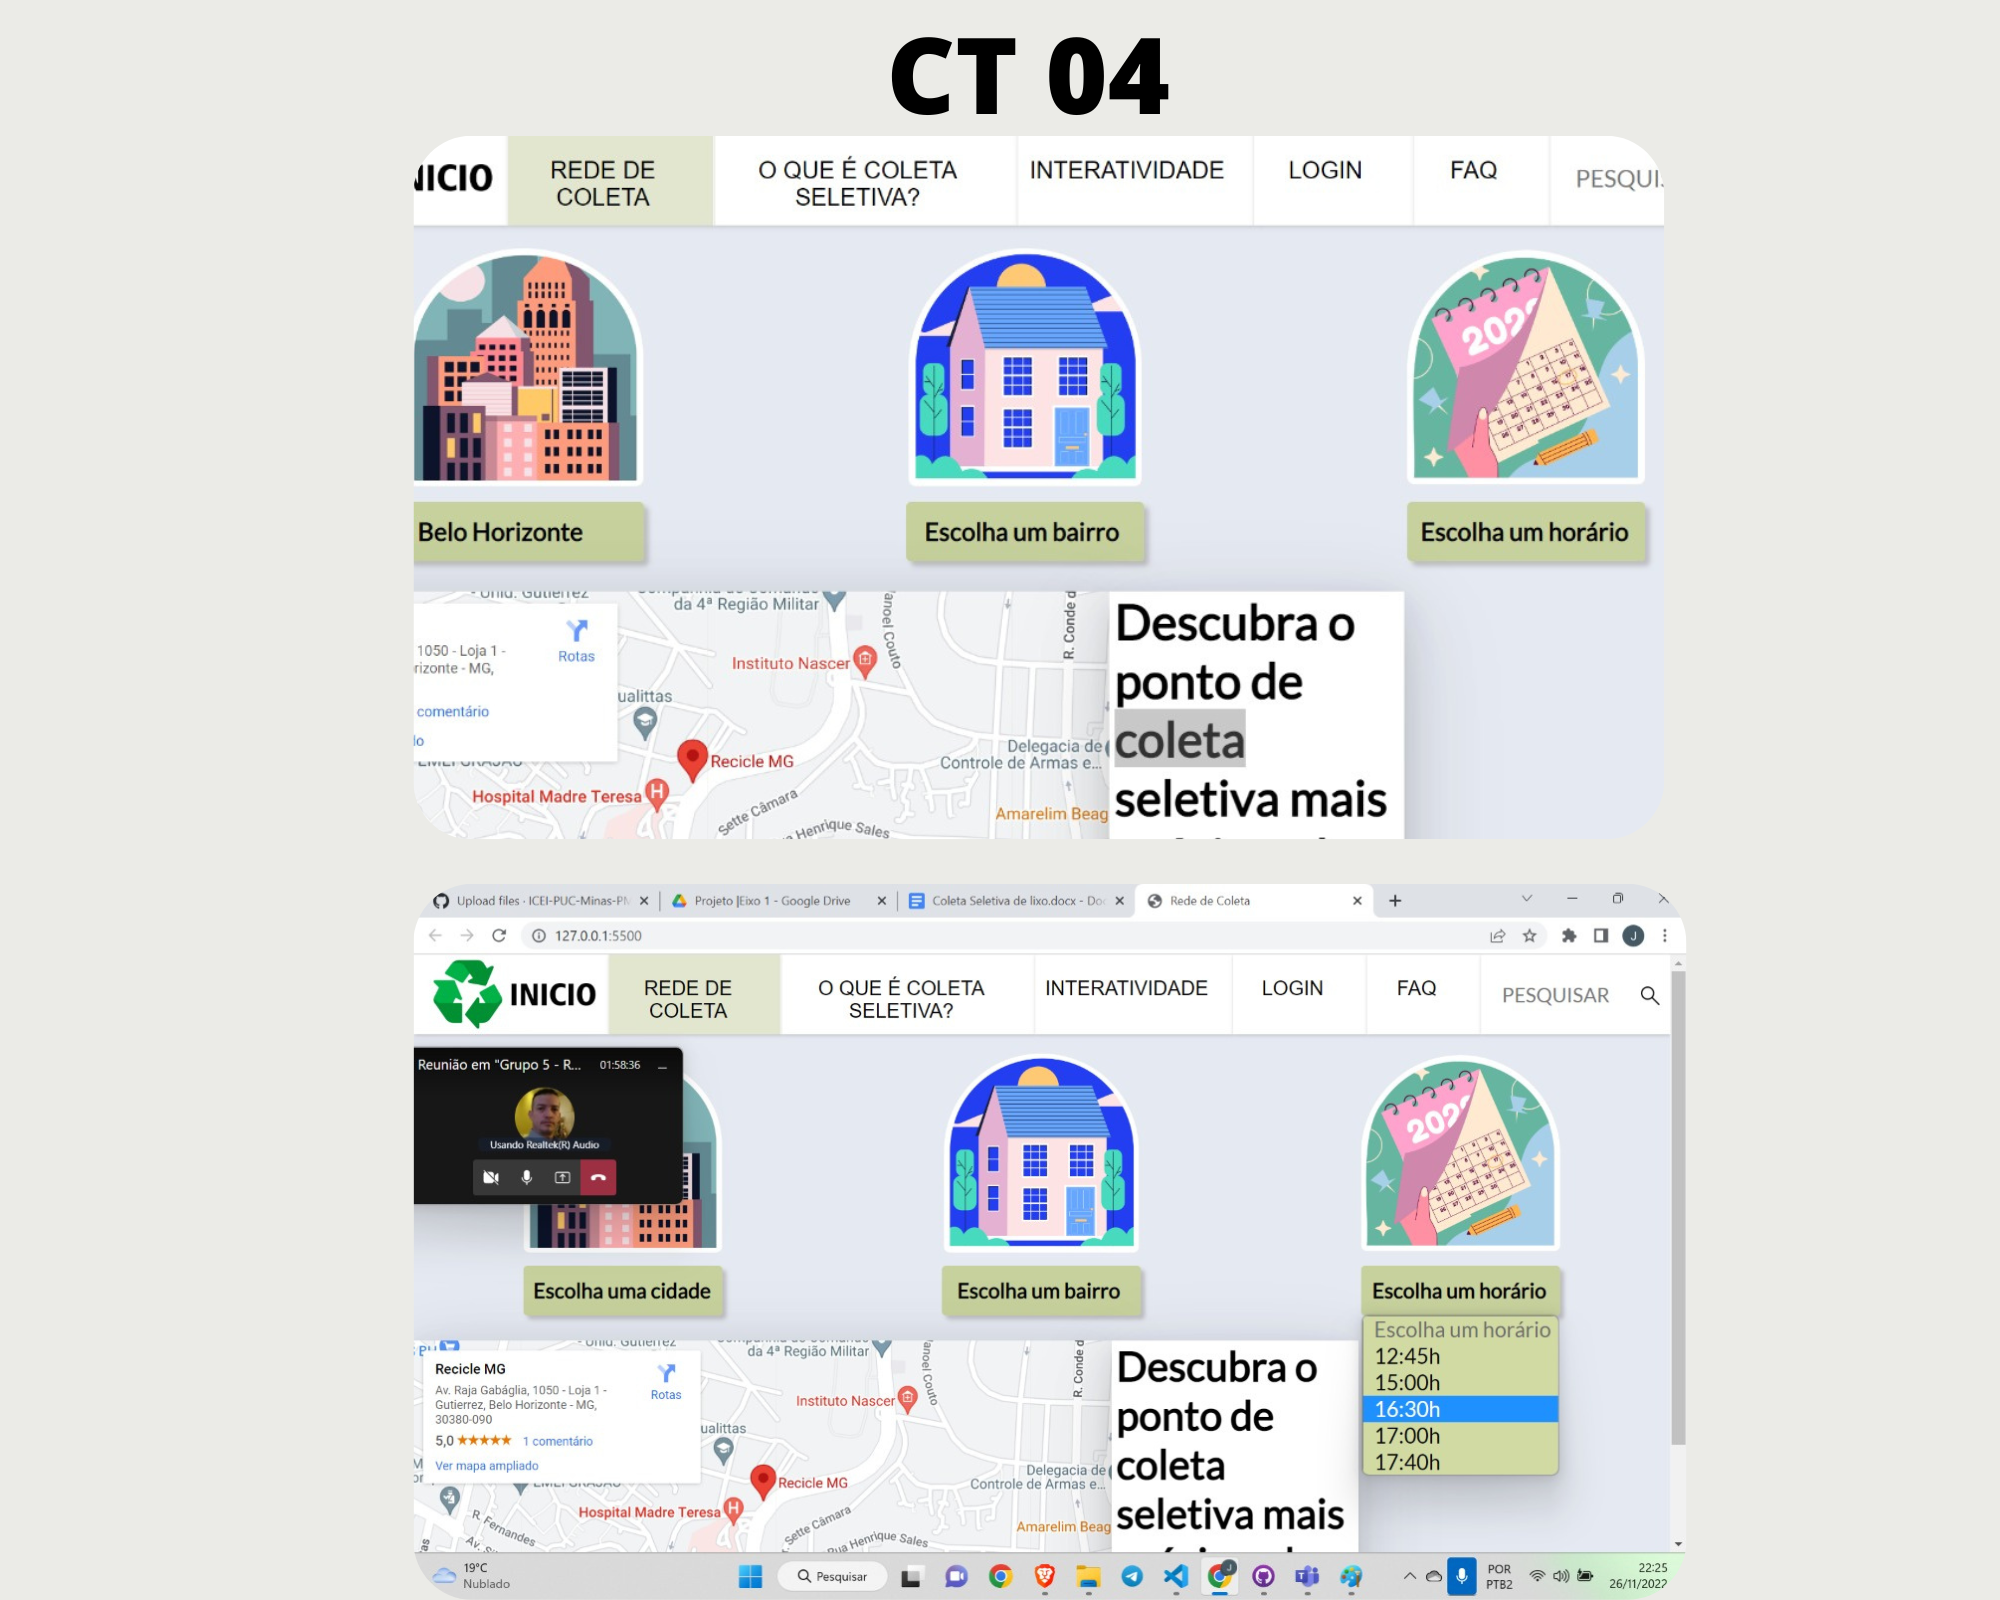 CT 04
NICIO
REDE DE
COLETA
O QUE É COLETA
SELETIVA?
INTERATIVIDADE
LOGIN
FAQ
PESQUI
202
Belo Horizonte
Escolha um bairro
Escolha um horário
- Unid. Gutierrez
da 4ª Região Militar
anoel Couto
R. Conde d
1050 - Loja 1 -
rizonte - MG,
Rotas
comentário
lo
Instituto Nascer
ualittas
Recicle MG
Hospital Madre Teresa
Sette Câmara
Henrique Sales
Delegacia de
Controle de Armas e...
Amarelim Beag
Descubra o
ponto de
coleta
seletiva mais
Upload files · ICEI-PUC-Minas-PM
Projeto |Eixo 1 - Google Drive
Coleta Seletiva de lixo.docx - Doc
Rede de Coleta
127.0.0.1:5500
J
INICIO
REDE DE
COLETA
O QUE É COLETA
SELETIVA?
INTERATIVIDADE
LOGIN
FAQ
PESQUISAR
Reunião em "Grupo 5 - R...
01:58:36
Usando Realtek(R) Audio
202
Escolha uma cidade
Escolha um bairro
Escolha um horário
Escolha um horário
12:45h
15:00h
16:30h
17:00h
17:40h
- Unid. Gutierrez
da 4ª Região Militar
anoel Couto
R. Conde d
Recicle MG
Av. Raja Gabáglia, 1050 - Loja 1 -
Gutierrez, Belo Horizonte - MG,
30380-090
Rotas
5,0
1 comentário
Ver mapa ampliado
Instituto Nascer
ualittas
Recicle MG
Hospital Madre Teresa
R. Fernandes
Sette Câmara
Rua Henrique Sales
Delegacia de
Controle de Armas e...
Amarelim Beag
Descubra o
ponto de
coleta
seletiva mais
19°C
Nublado
Pesquisar
POR
PTB2
22:25
26/11/2022